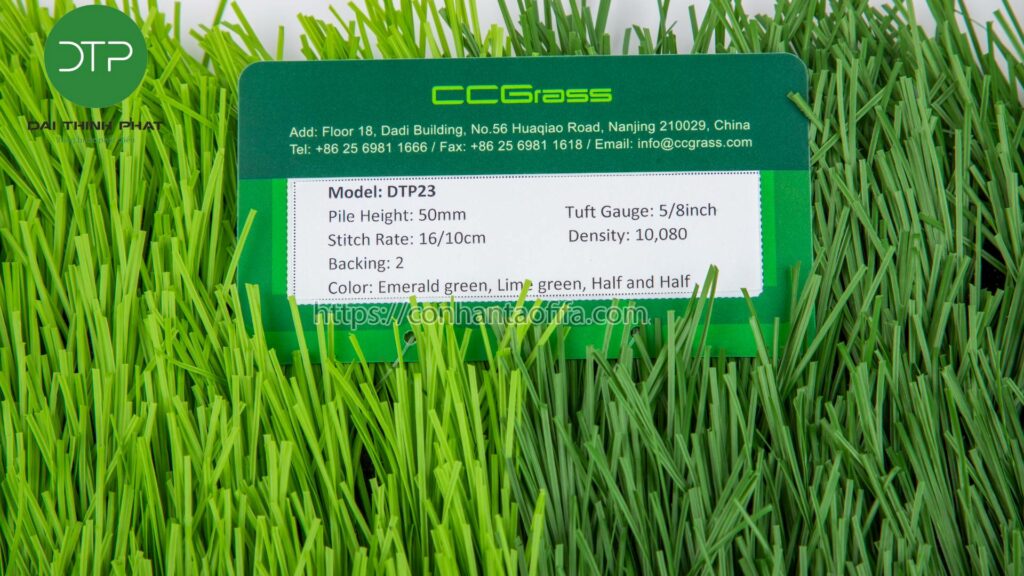 DTP
DAI THINH PHAT
CCGrass
Add: Floor 18, Dadi Building, No.56 Huaqiao Road, Nanjing 210029, China
Tel: +86 25 6981 1666 / Fax: +86 25 6981 1618 / Email: info@ccgrass.com
Model: DTP23
Pile Height: 50mm Tuft Gauge: 5/8inch
Stitch Rate: 16/10cm Density: 10,080
Backing: 2
Color: Emerald green, Lime green, Half and Half
https://conhantaofifa.com